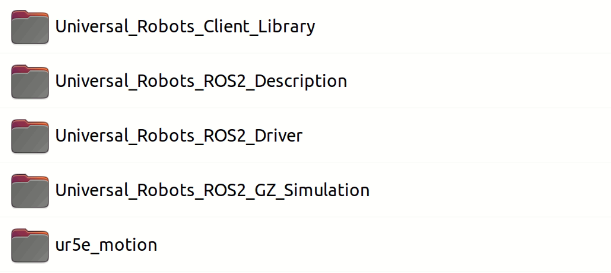 Universal_Robots_Client_Library
Universal_Robots_ROS2_Description
Universal_Robots_ROS2_Driver
Universal_Robots_ROS2_GZ_Simulation
ur5e_motion